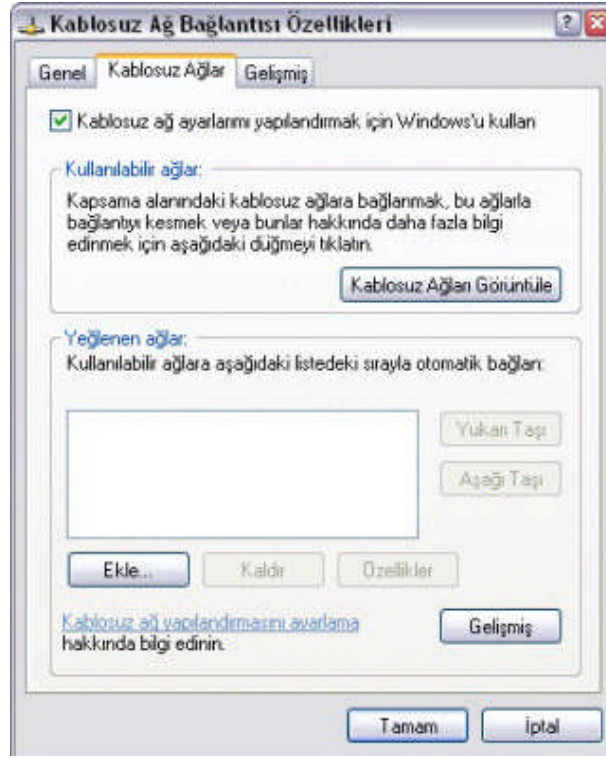 Kablosuz Ağ Bağlantısı Özellikleri
Genel Kablosuz Ağlar Gelişmiş
Kablosuz ağ ayarlarımı yapılandırmak için Windows'u kullan
Kullanılabilir ağlar:
Kapsama alanındaki kablosuz ağlara bağlanmak, bu ağlarla
bağlantıyı kesmek veya bunlar hakkında daha fazla bilgi
edinmek için aşağıdaki düğmeyi tıklatın.
Kablosuz Ağları Görüntüle
Yeğlenen ağlar:
Kullanılabilir ağlara aşağıdaki listedeki sırayla otomatik bağlan:
Yukarı Taşı
Aşağı Taşı
Ekle... Kaldır Özellikler
Kablosuz ağ yapılandırmasını ayarlama
hakkında bilgi edinin.
Gelişmiş
Tamam İptal